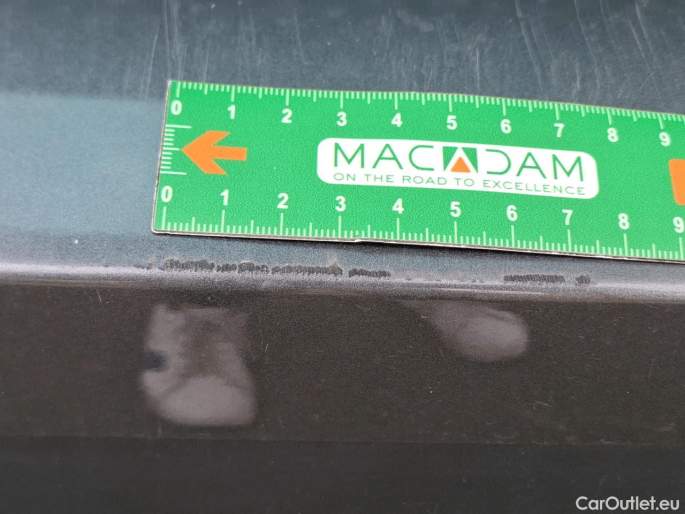 0 1 2 3 4 5 6 7 8 9
MACADAM
ON THE ROAD TO EXCELLENCE
0 1 2 3 4 5 6 7 8 9
CarOutlet.eu